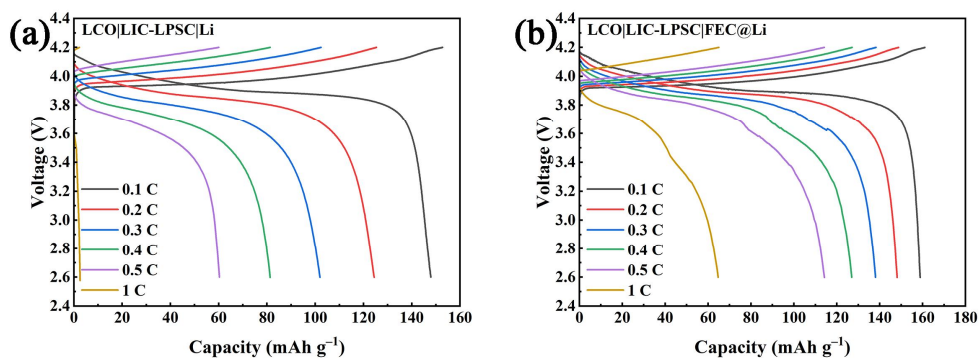 (a)
LCO|LIC-LPSC|Li
4.4
4.2
4.0
3.8
3.6
3.4
3.2
3.0
2.8
2.6
2.4
Voltage (V)
0.1 C
0.2 C
0.3 C
0.4 C
0.5 C
1 C
0 20 40 60 80 100 120 140 160
Capacity (mAh g⁻¹)
(b)
LCO|LIC-LPSC|FEC@Li
4.4
4.2
4.0
3.8
3.6
3.4
3.2
3.0
2.8
2.6
2.4
Voltage (V)
0.1 C
0.2 C
0.3 C
0.4 C
0.5 C
1 C
0 20 40 60 80 100 120 140 160 180
Capacity (mAh g⁻¹)